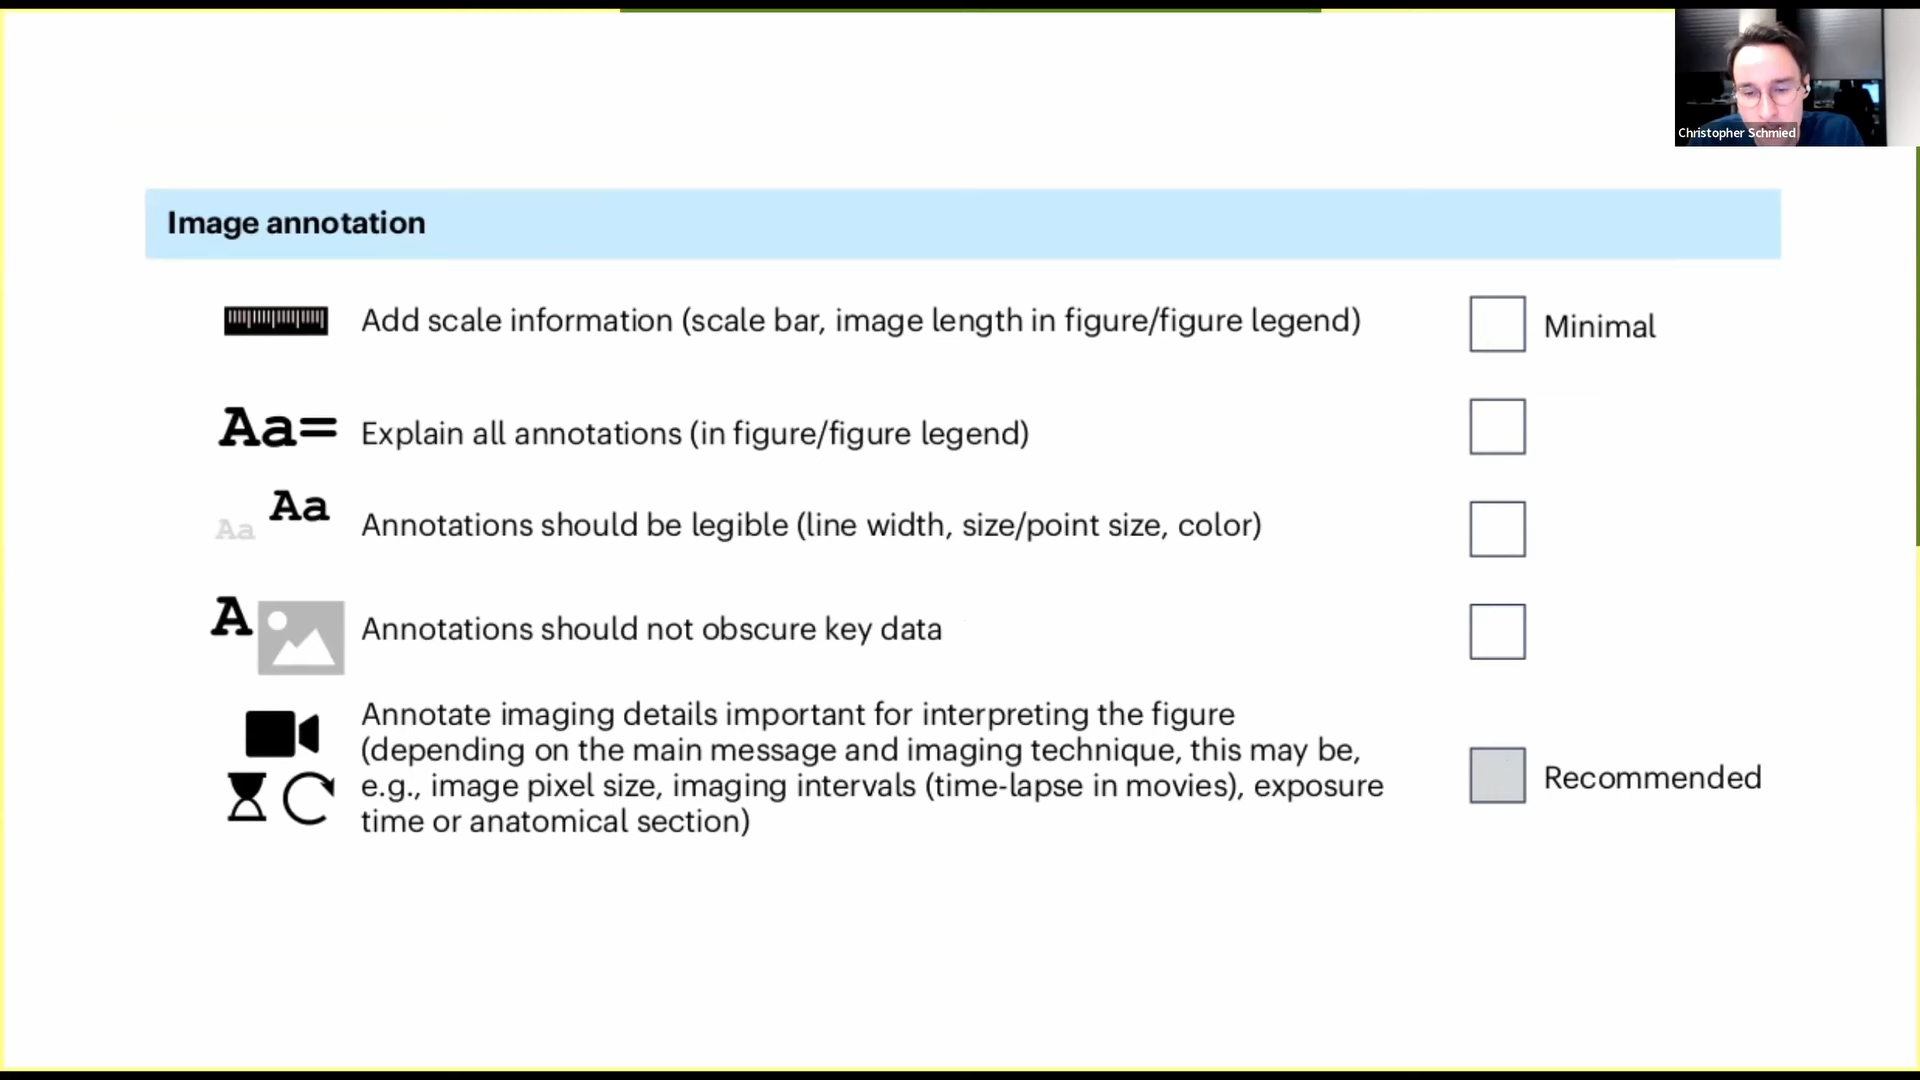 Christopher Schmied
Image annotation
Add scale information (scale bar, image length in figure/figure legend)
Minimal
Aa=
Explain all annotations (in figure/figure legend)
Aa
Aa
Annotations should be legible (line width, size/point size, color)
A
Annotations should not obscure key data
Annotate imaging details important for interpreting the figure
(depending on the main message and imaging technique, this may be,
e.g., image pixel size, imaging intervals (time-lapse in movies), exposure
time or anatomical section)
Recommended